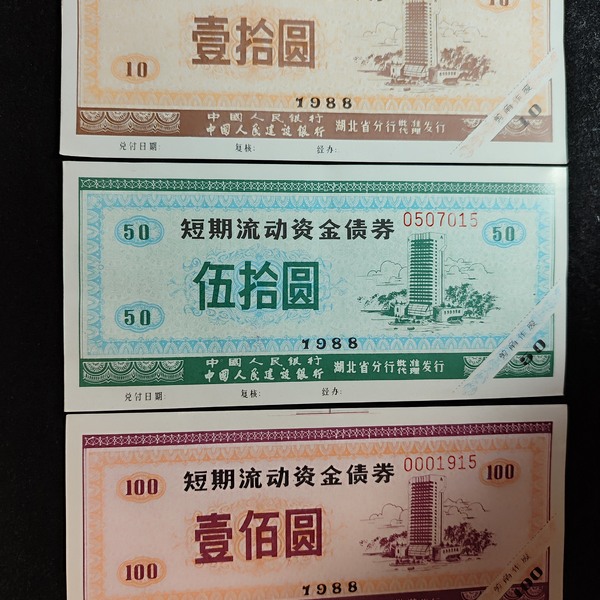 10
壹拾圆
10
1988
中国人民银行
中国人民建设银行
湖北省分行
批准
代理
发行
10
兑付日期:
复核:
经办:
50
短期流动资金债券
0507015
50
伍拾圆
50
1988
中国人民银行
中国人民建设银行
湖北省分行
批准
代理
发行
兑付日期:
复核:
经办:
100
短期流动资金债券
0001915
100
壹佰圆
100
1988